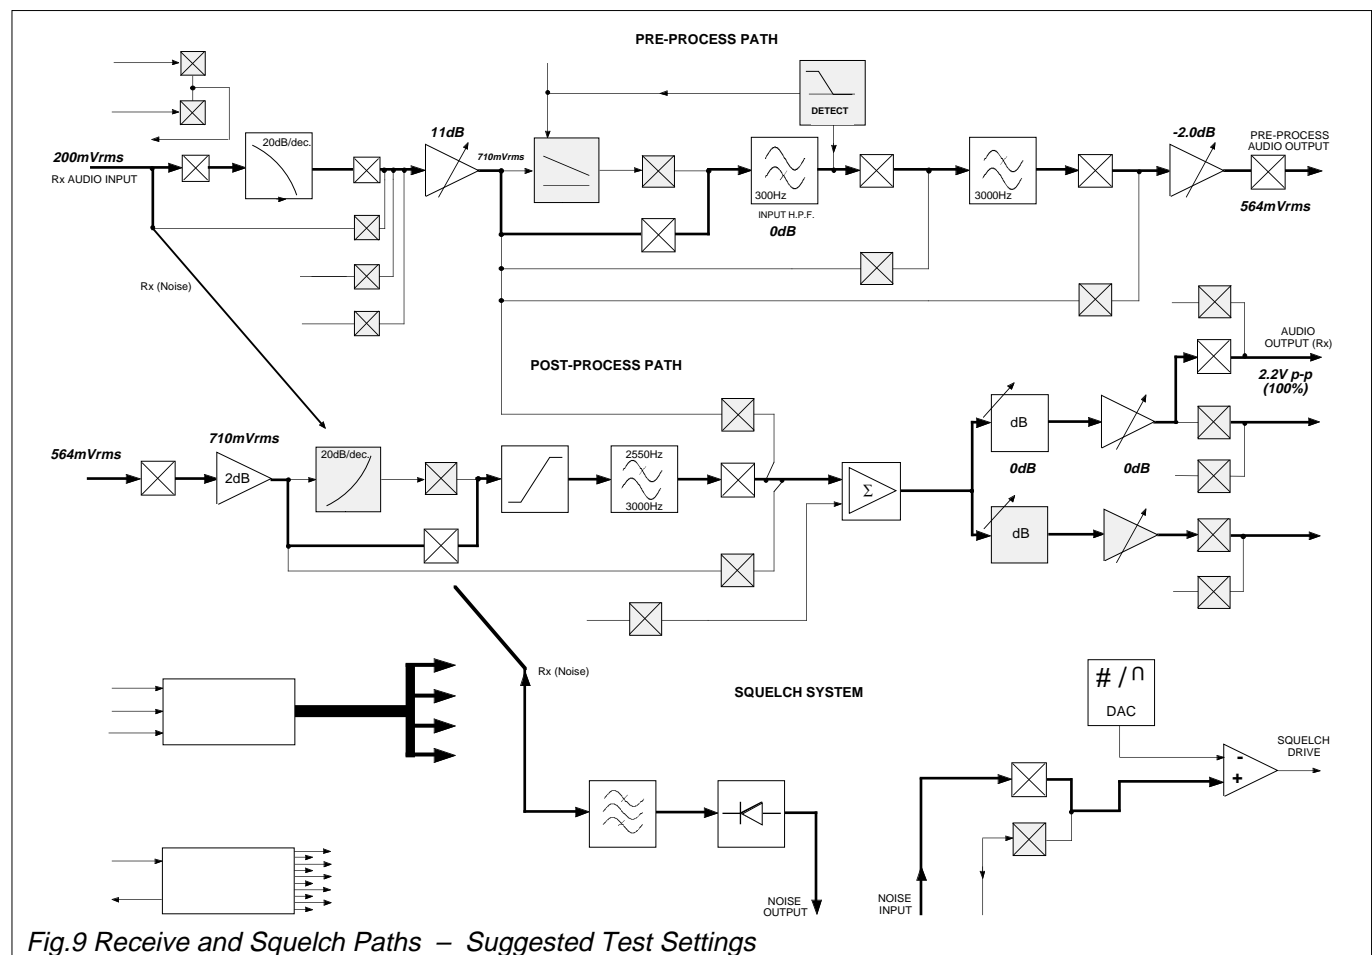 PRE-PROCESS PATH
DETECT
20dB/dec.
11dB
-2.0dB
PRE-PROCESS
AUDIO OUTPUT
200mVrms
Rx AUDIO INPUT
710mVrms
300Hz
3000Hz
INPUT H.P.F.
0dB
564mVrms
Rx (Noise)
AUDIO
OUTPUT (Rx)
POST-PROCESS PATH
2.2V p-p
(100%)
710mVrms
564mVrms
20dB/dec.
2550Hz
dB
2dB
0dB
0dB
Σ
3000Hz
dB
Rx (Noise)
SQUELCH SYSTEM
# / ∩
DAC
SQUELCH
DRIVE
-
+
NOISE
OUTPUT
NOISE
INPUT
Fig.9 Receive and Squelch Paths – Suggested Test Settings